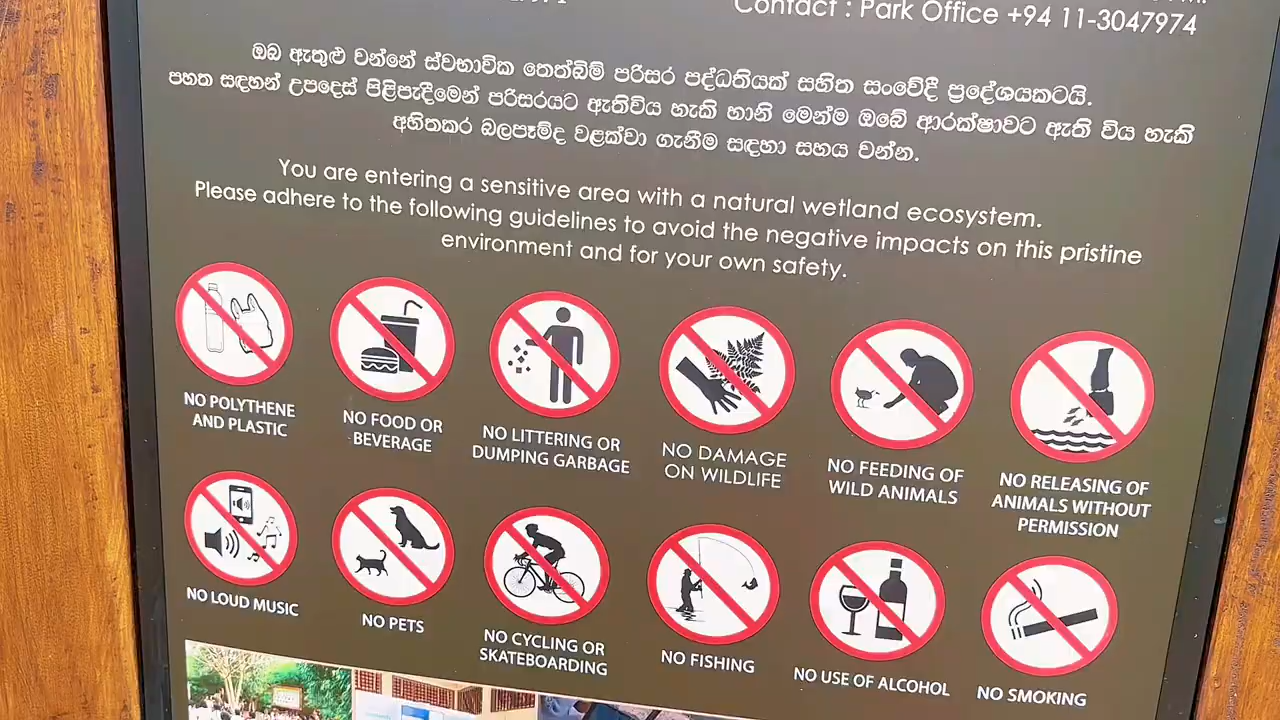 Contact : Park Office +94 11-3047974
ඔබ ඇතුළු වන්නේ ස්වභාවික තෙත්බිම් පරිසර පද්ධතියක් සහිත සංවේදී ප්‍රදේශයකටයි.
පහත සඳහන් උපදෙස් පිළිපැදීමෙන් පරිසරයට ඇතිවිය හැකි හානි මෙන්ම ඔබේ ආරක්ෂාවට ඇති විය හැකි
අහිතකර බලපෑම්ද වළක්වා ගැනීම සඳහා සහය වන්න.
You are entering a sensitive area with a natural wetland ecosystem.
Please adhere to the following guidelines to avoid the negative impacts on this pristine
environment and for your own safety.
NO POLYTHENE
AND PLASTIC
NO FOOD OR
BEVERAGE
NO LITTERING OR
DUMPING GARBAGE
NO DAMAGE
ON WILDLIFE
NO FEEDING OF
WILD ANIMALS
NO RELEASING OF
ANIMALS WITHOUT
PERMISSION
NO LOUD MUSIC
NO PETS
NO CYCLING OR
SKATEBOARDING
NO FISHING
NO USE OF ALCOHOL
NO SMOKING